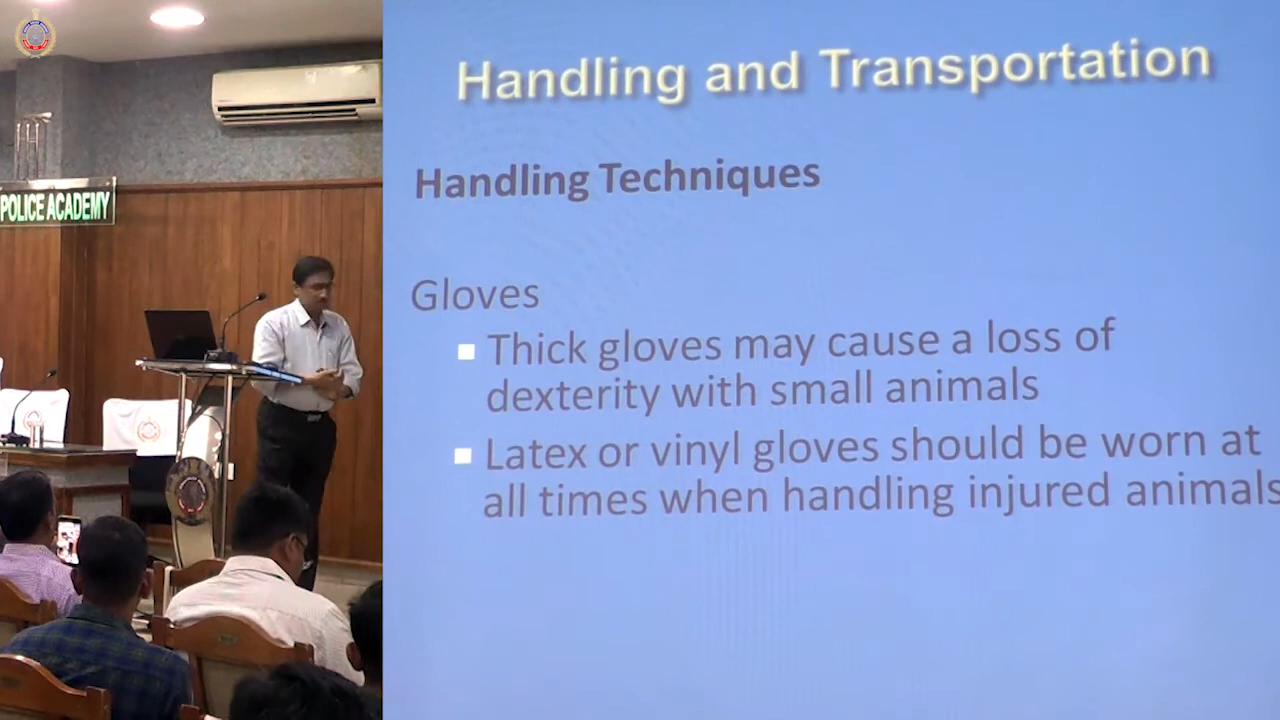 POLICE ACADEMY
Handling and Transportation
Handling Techniques
Gloves
Thick gloves may cause a loss of
dexterity with small animals
Latex or vinyl gloves should be worn at
all times when handling injured animals